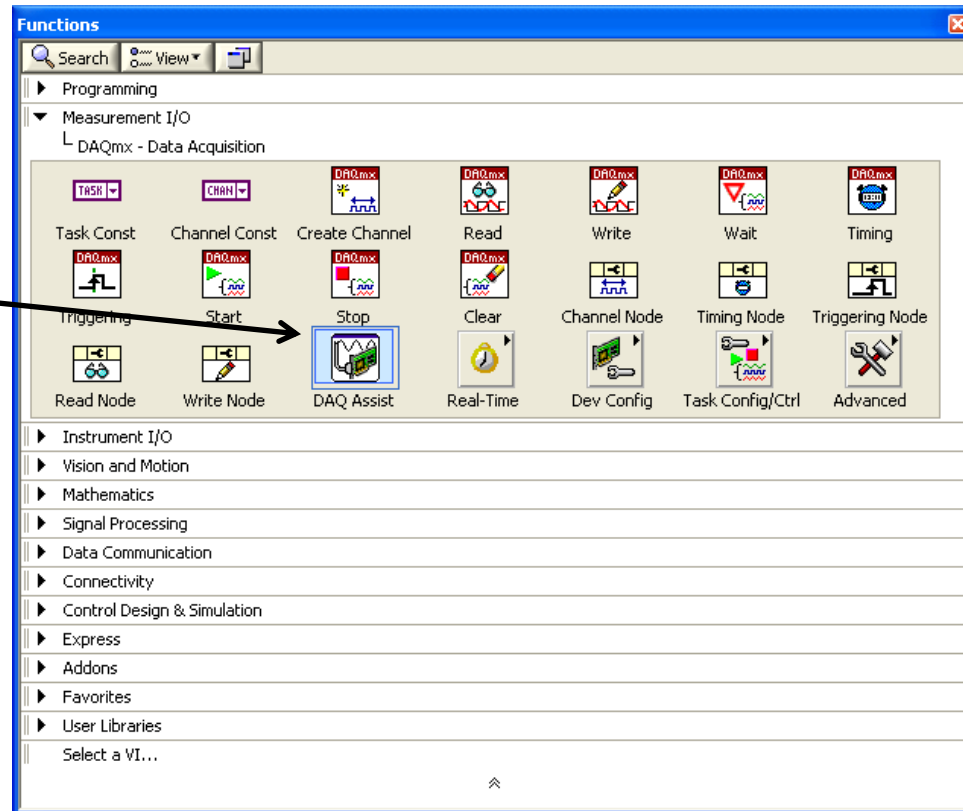 Functions
Search View
Programming
Measurement I/O
DAQmx - Data Acquisition
TASK CHAN DAQmx DAQmx DAQmx DAQmx DAQmx
Task Const Channel Const Create Channel Read Write Wait Timing
DAQmx DAQmx DAQmx DAQmx
Triggering Start Stop Clear Channel Node Timing Node Triggering Node
Read Node Write Node DAQ Assist Real-Time Dev Config Task Config/Ctrl Advanced
Instrument I/O
Vision and Motion
Mathematics
Signal Processing
Data Communication
Connectivity
Control Design & Simulation
Express
Addons
Favorites
User Libraries
Select a VI...